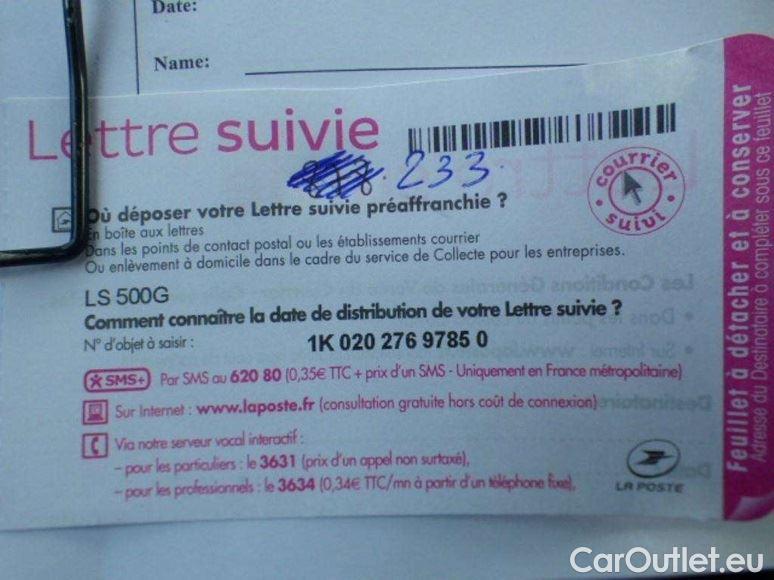 Date:
Name:
Lettre suivie
233
courrier suivi
Où déposer votre Lettre suivie préaffranchie ?
En boîte aux lettres
Dans les points de contact postal ou les établissements courrier
Ou enlèvement à domicile dans le cadre du service de Collecte pour les entreprises.
LS 500G
Comment connaître la date de distribution de votre Lettre suivie ?
N° d'objet à saisir : 1K 020 276 9785 0
SMS+ Par SMS au 620 80 (0,35€ TTC + prix d'un SMS - Uniquement en France métropolitaine)
Sur Internet : www.laposte.fr (consultation gratuite hors coût de connexion)
Via notre serveur vocal interactif :
– pour les particuliers : le 3631 (prix d'un appel non surtaxé),
– pour les professionnels : le 3634 (0,34€ TTC/mn à partir d'un téléphone fixe),
LA POSTE
Feuillet à détacher et à conserver
Adresse du Destinataire à compléter sous ce feuillet
CarOutlet.eu